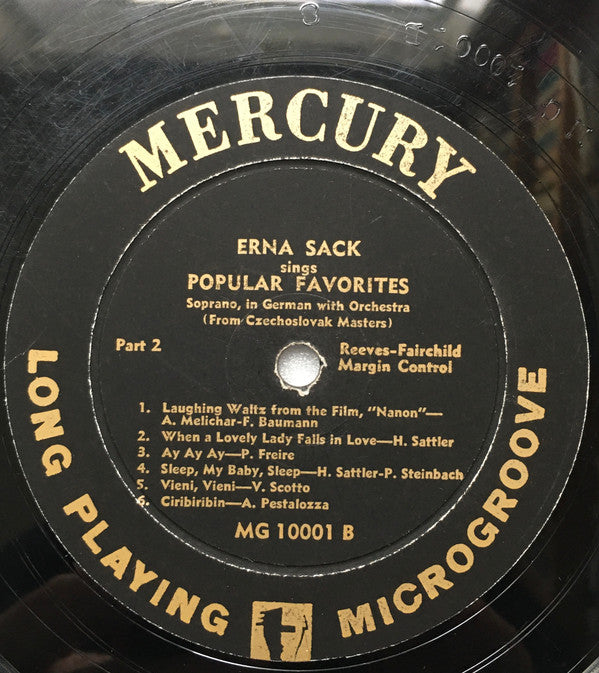 MERCURY
ERNA SACK
sings
POPULAR FAVORITES
Soprano, in German with Orchestra
(From Czechoslovak Masters)
Part 2
Reeves-Fairchild
Margin Control
1. Laughing Waltz from the Film, "Nanon"—
A. Melichar-F. Baumann
2. When a Lovely Lady Falls in Love—H. Sattler
3. Ay Ay Ay—P. Freire
4. Sleep, My Baby, Sleep—H. Sattler-P. Steinbach
5. Vieni, Vieni—V. Scotto
6. Ciribiribin—A. Pestalozza
MG 10001 B
LONG PLAYING MICROGROOVE